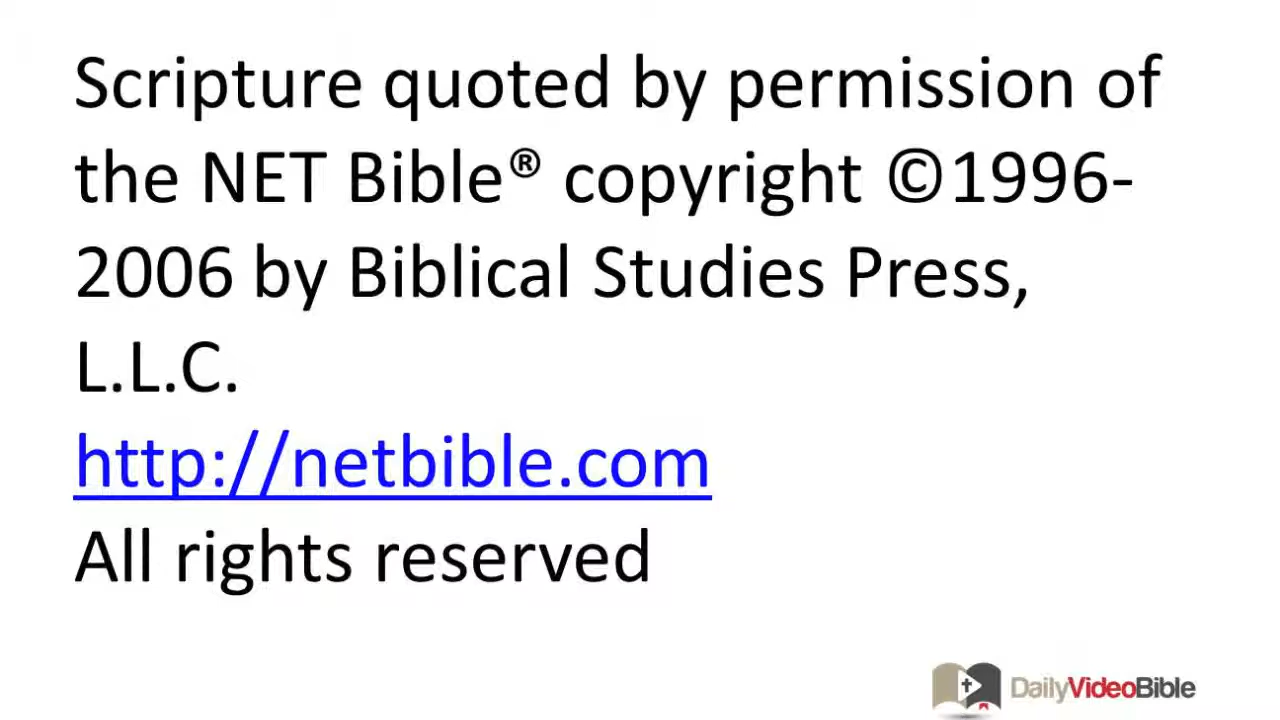 Scripture quoted by permission of
the NET Bible® copyright ©1996-
2006 by Biblical Studies Press,
L.L.C.
http://netbible.com
All rights reserved
DailyVideoBible